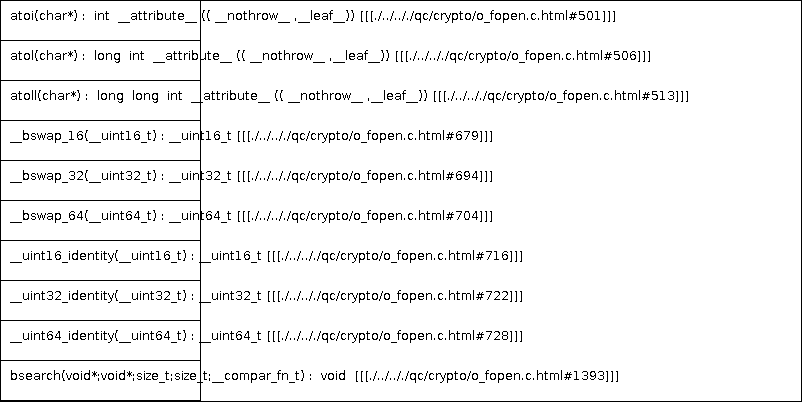 atoi(char*) : int __attribute__ (( __nothrow__ ,__leaf__)) [[[./../.././qc/crypto/o_fopen.c.html#501]]]
atol(char*) : long int __attribute__ (( __nothrow__ ,__leaf__)) [[[./../.././qc/crypto/o_fopen.c.html#506]]]
atoll(char*) : long long int __attribute__ (( __nothrow__ ,__leaf__)) [[[./../.././qc/crypto/o_fopen.c.html#513]]]
__bswap_16(__uint16_t) : __uint16_t [[[./../.././qc/crypto/o_fopen.c.html#679]]]
__bswap_32(__uint32_t) : __uint32_t [[[./../.././qc/crypto/o_fopen.c.html#694]]]
__bswap_64(__uint64_t) : __uint64_t [[[./../.././qc/crypto/o_fopen.c.html#704]]]
__uint16_identity(__uint16_t) : __uint16_t [[[./../.././qc/crypto/o_fopen.c.html#716]]]
__uint32_identity(__uint32_t) : __uint32_t [[[./../.././qc/crypto/o_fopen.c.html#722]]]
__uint64_identity(__uint64_t) : __uint64_t [[[./../.././qc/crypto/o_fopen.c.html#728]]]
bsearch(void*;void*;size_t;size_t;__compar_fn_t) : void [[[./../.././qc/crypto/o_fopen.c.html#1393]]]